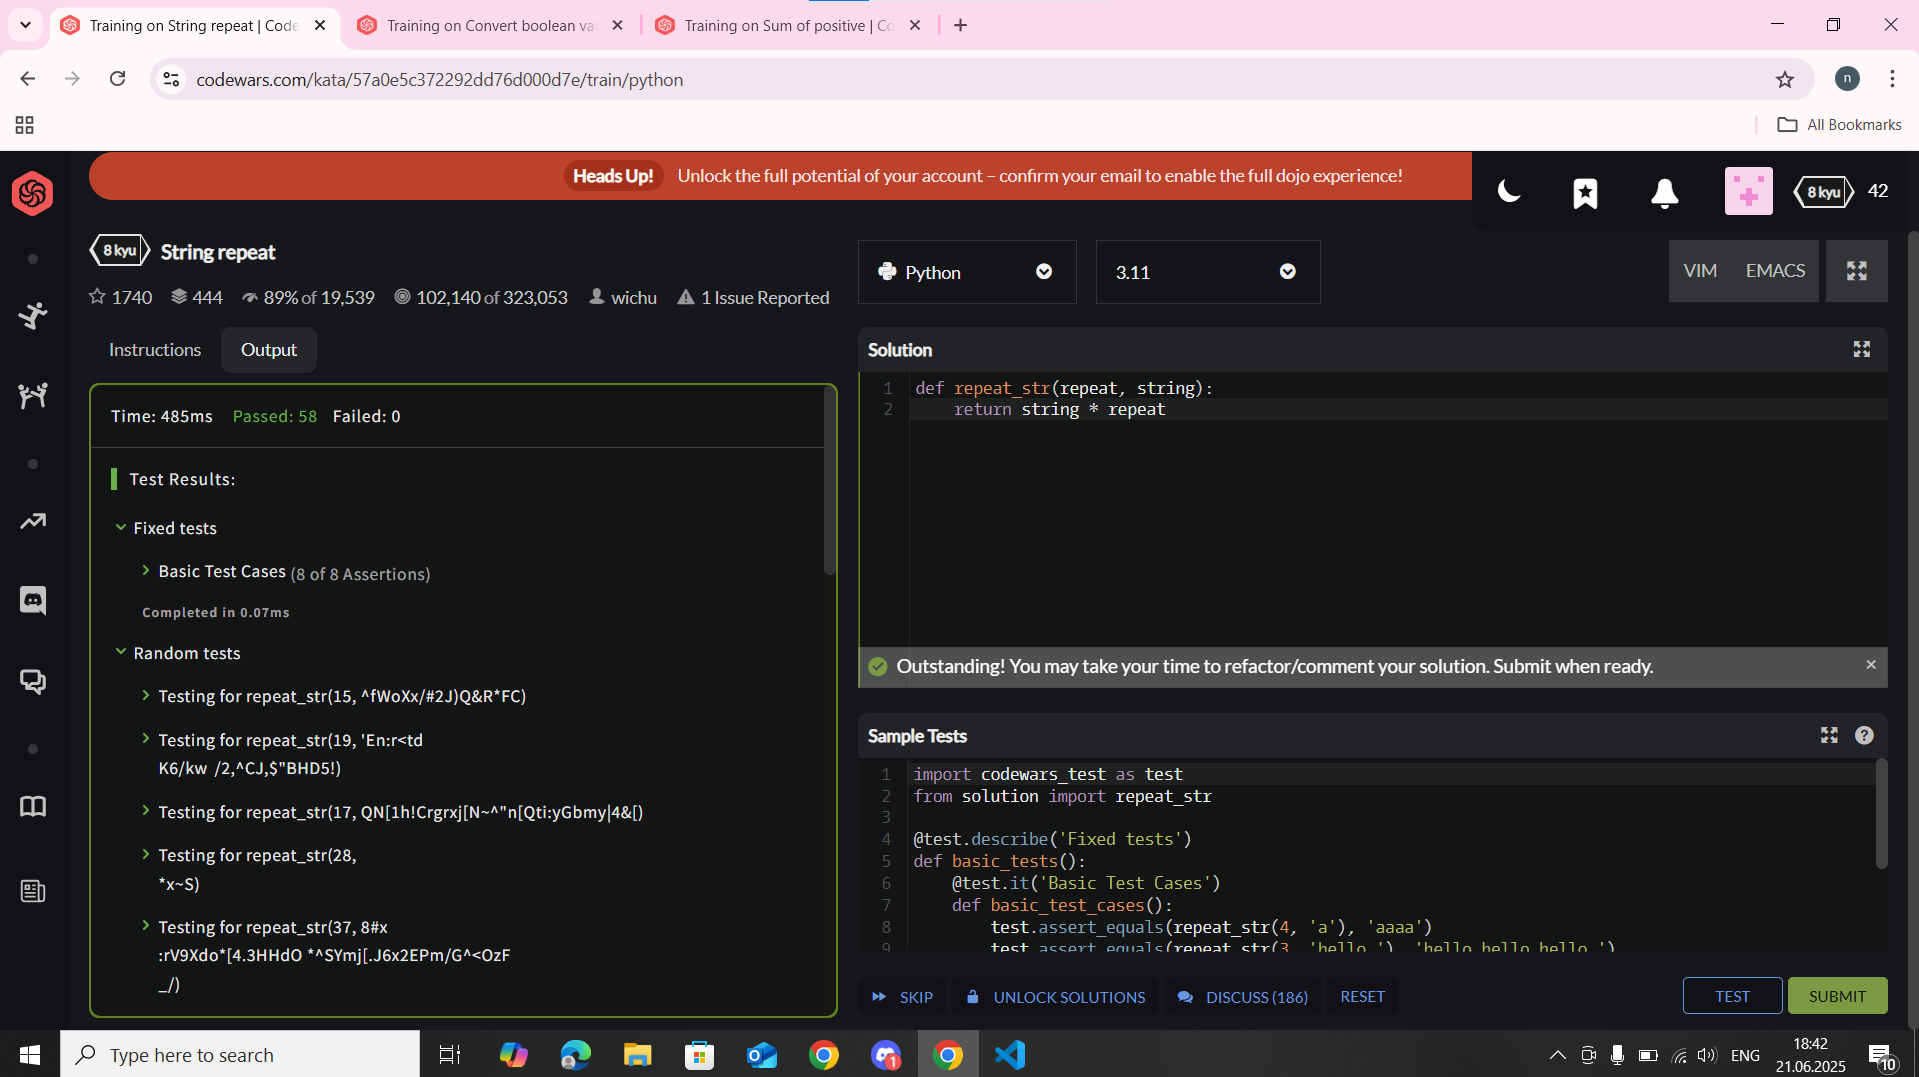 Training on String repeat | Code
Training on Convert boolean va
Training on Sum of positive | Co
codewars.com/kata/57a0e5c372292dd76d000d7e/train/python
n
All Bookmarks
Heads Up! Unlock the full potential of your account – confirm your email to enable the full dojo experience!
8 kyu 42
8 kyu String repeat
1740 444 89% of 19,539 102,140 of 323,053 wichu 1 Issue Reported
Instructions Output
Time: 485ms Passed: 58 Failed: 0
Test Results:
Fixed tests
Basic Test Cases (8 of 8 Assertions)
Completed in 0.07ms
Random tests
Testing for repeat_str(15, ^fWoXx/#2J)Q&R*FC)
Testing for repeat_str(19, 'En:r<td
K6/kw /2,^CJ,$"BHD5!)
Testing for repeat_str(17, QN[1h!Crgrxj[N~^"n[Qti:yGbmy|4&[)
Testing for repeat_str(28,
*x~S)
Testing for repeat_str(37, 8#x
:rV9Xdo*[4.3HHdO *^SYmj[.J6x2EPm/G^<OzF
_/)
Python 3.11 VIM EMACS
Solution
1 def repeat_str(repeat, string):
2 return string * repeat
Outstanding! You may take your time to refactor/comment your solution. Submit when ready.
Sample Tests
1 import codewars_test as test
2 from solution import repeat_str
3
4 @test.describe('Fixed tests')
5 def basic_tests():
6 @test.it('Basic Test Cases')
7 def basic_test_cases():
8 test.assert_equals(repeat_str(4, 'a'), 'aaaa')
9 test.assert_equals(repeat_str(3, 'hello '), 'hello hello hello ')
SKIP UNLOCK SOLUTIONS DISCUSS (186) RESET TEST SUBMIT
Type here to search
1
ENG
18:42
21.06.2025
10